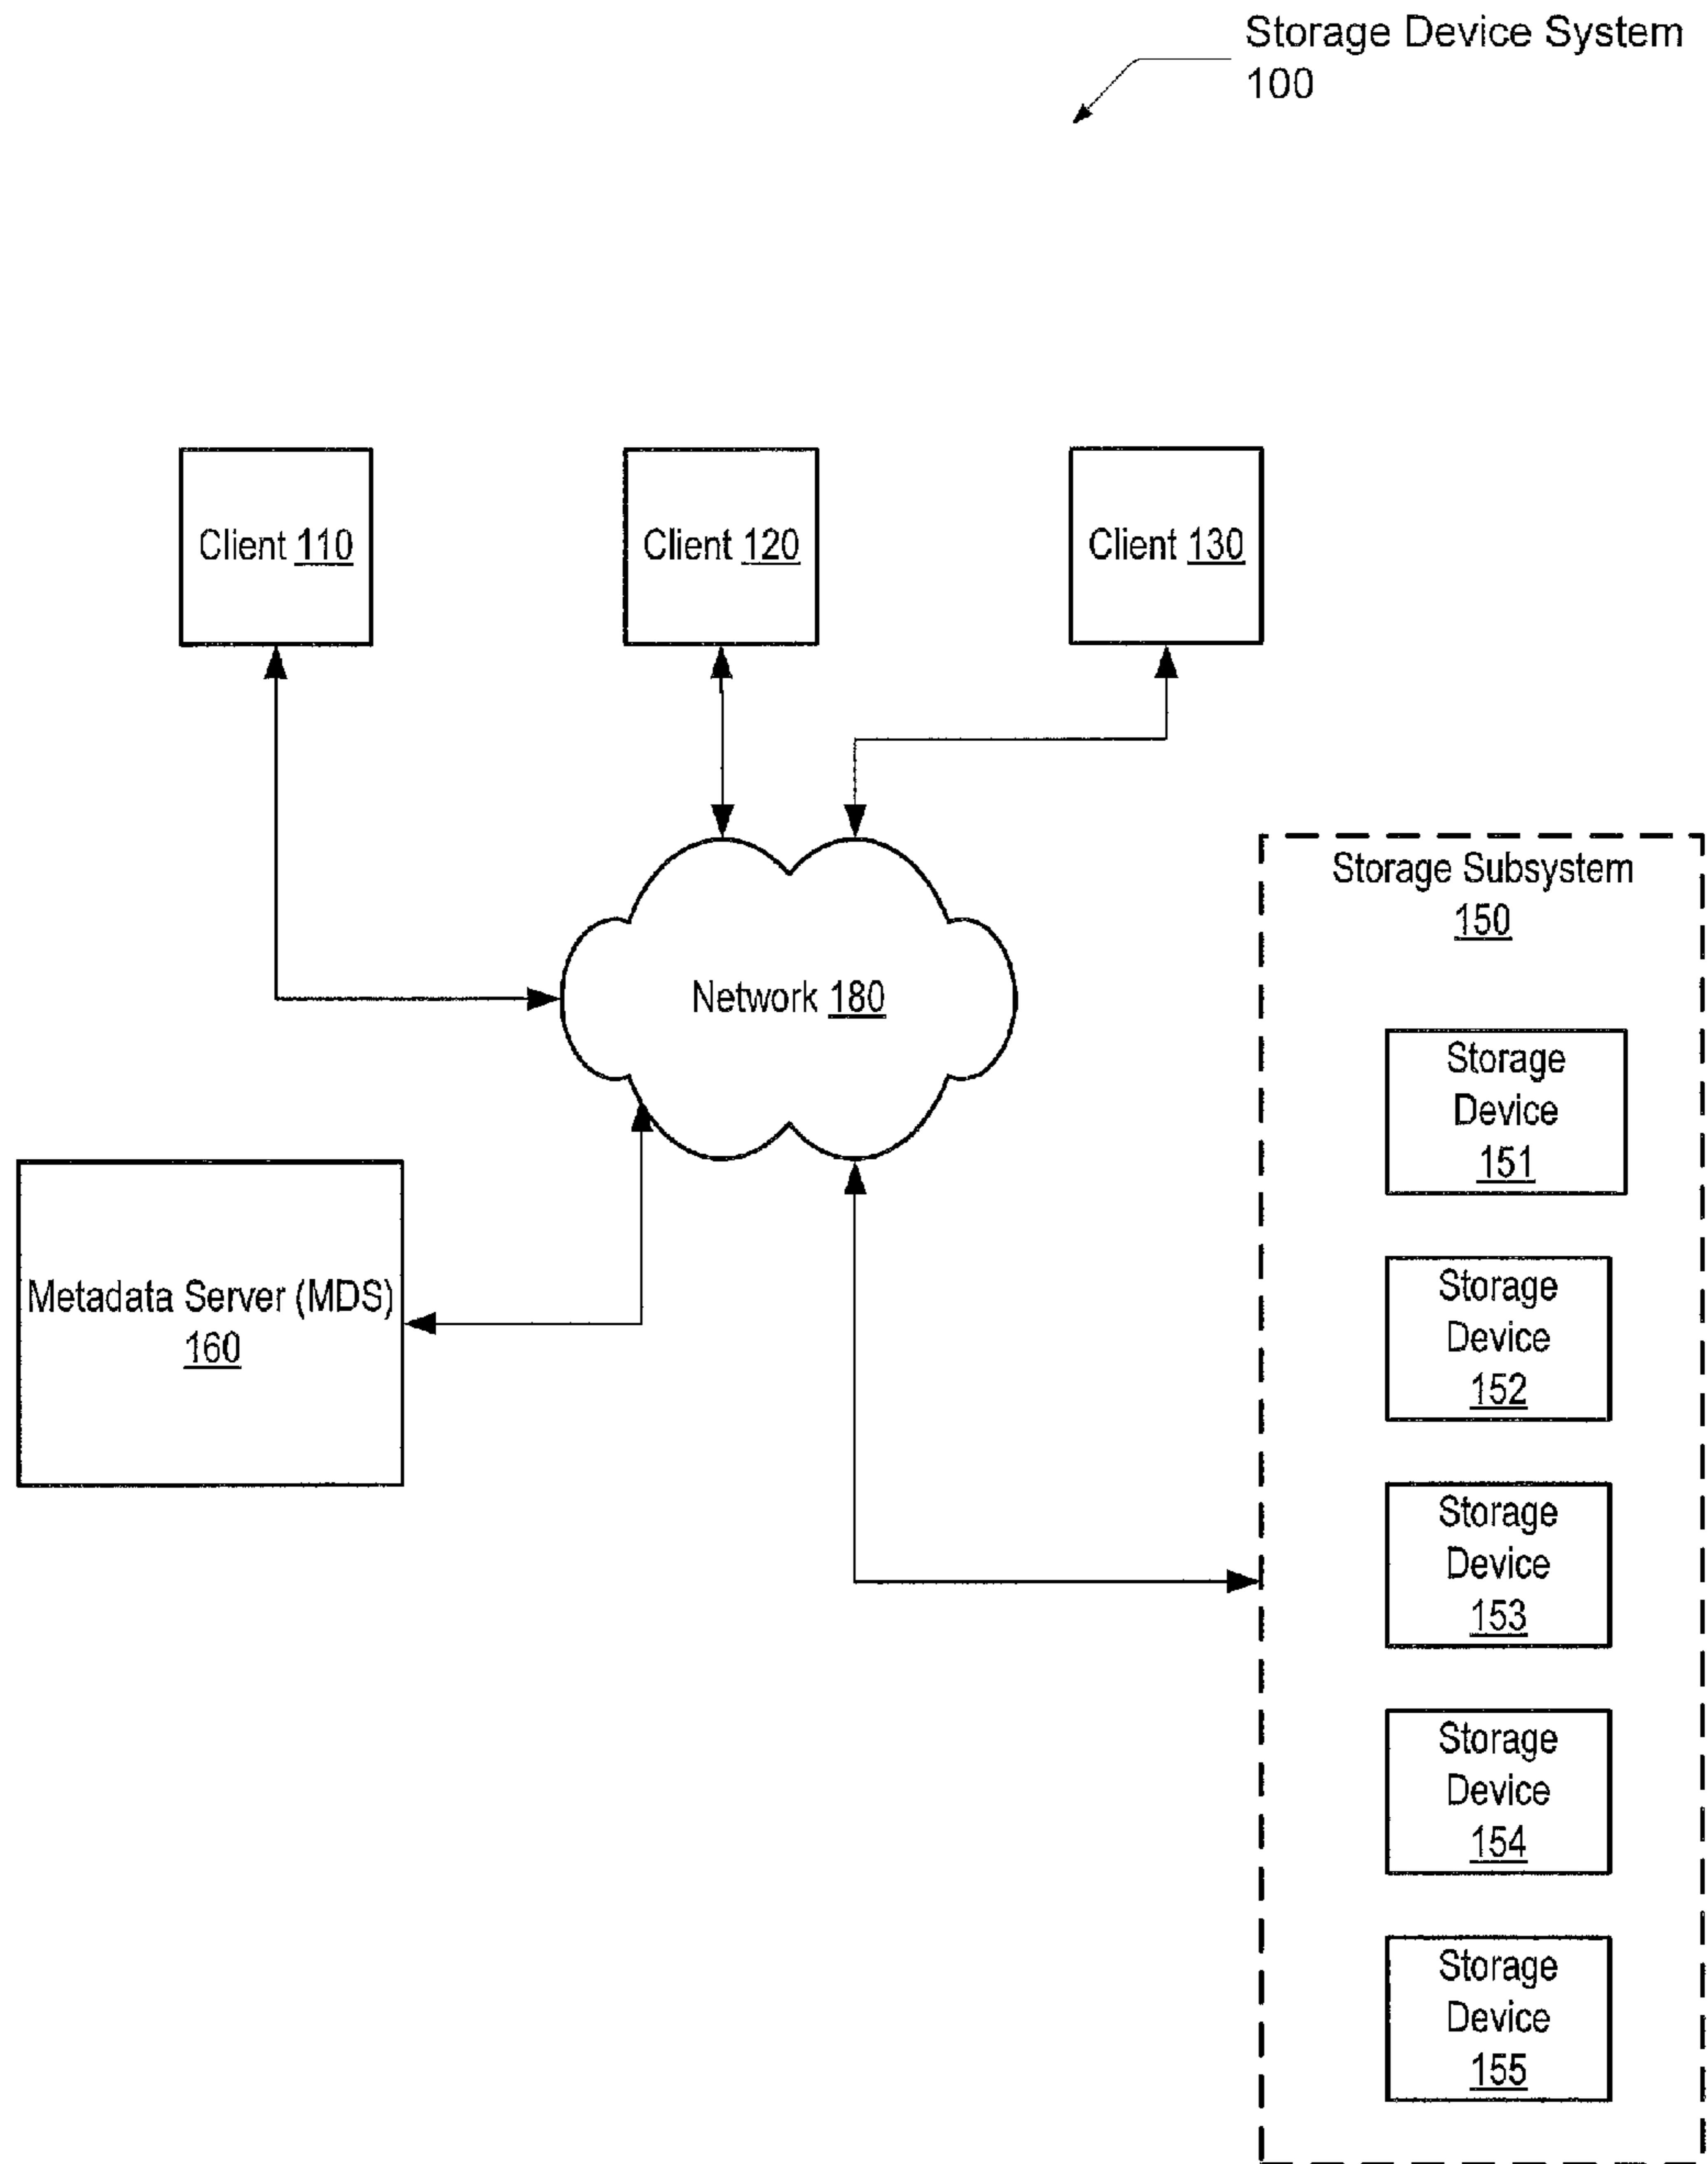 Storage Device System
100
Client 110
Client 120
Client 130
Storage Subsystem
150
Network 180
Storage
Device
151
Metadata Server (MDS)
160
Storage
Device
152
Storage
Device
153
Storage
Device
154
Storage
Device
155